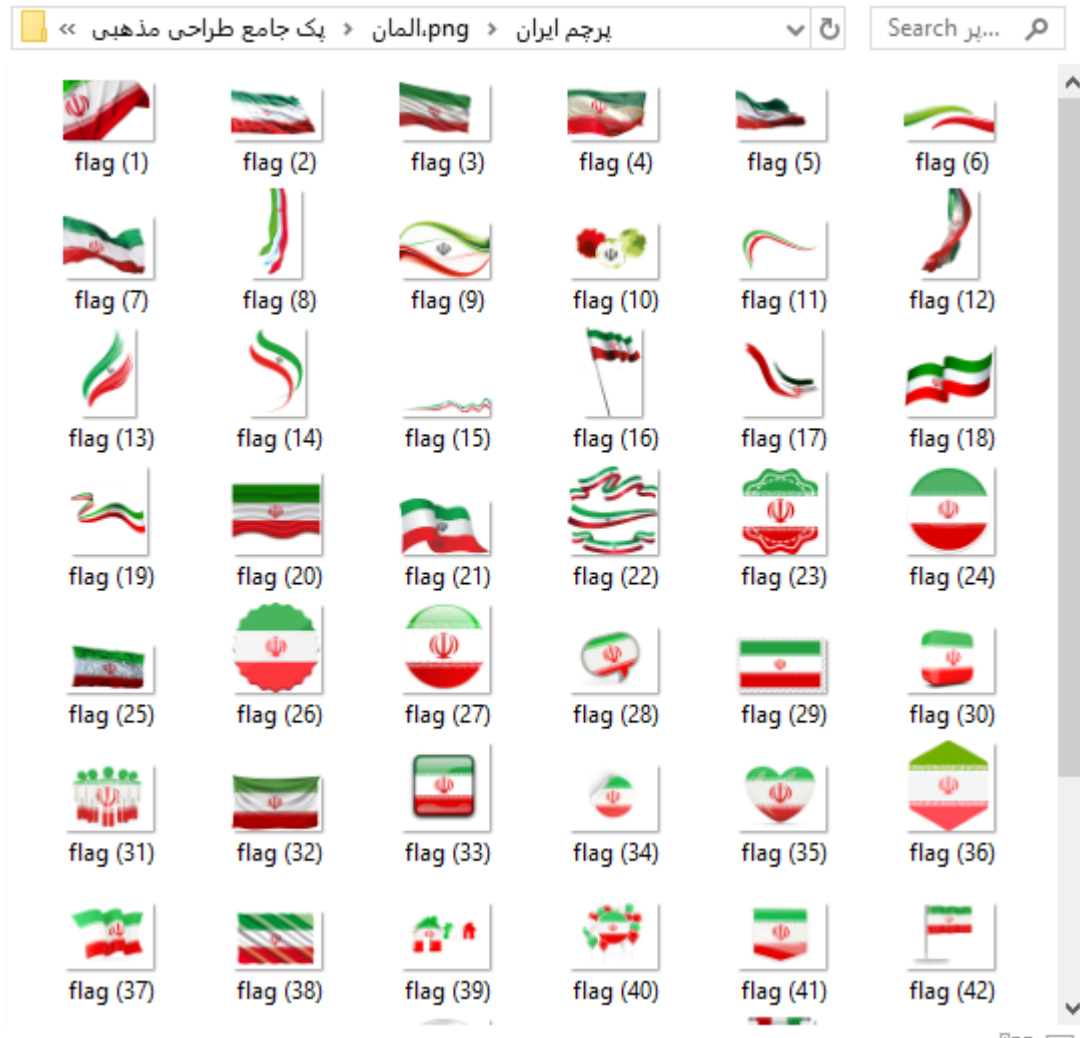 « پک جامع طراحی مذهبی › المان،png › پرچم ایران
Search پر...
flag (1) flag (2) flag (3) flag (4) flag (5) flag (6)
flag (7) flag (8) flag (9) flag (10) flag (11) flag (12)
flag (13) flag (14) flag (15) flag (16) flag (17) flag (18)
flag (19) flag (20) flag (21) flag (22) flag (23) flag (24)
flag (25) flag (26) flag (27) flag (28) flag (29) flag (30)
flag (31) flag (32) flag (33) flag (34) flag (35) flag (36)
flag (37) flag (38) flag (39) flag (40) flag (41) flag (42)